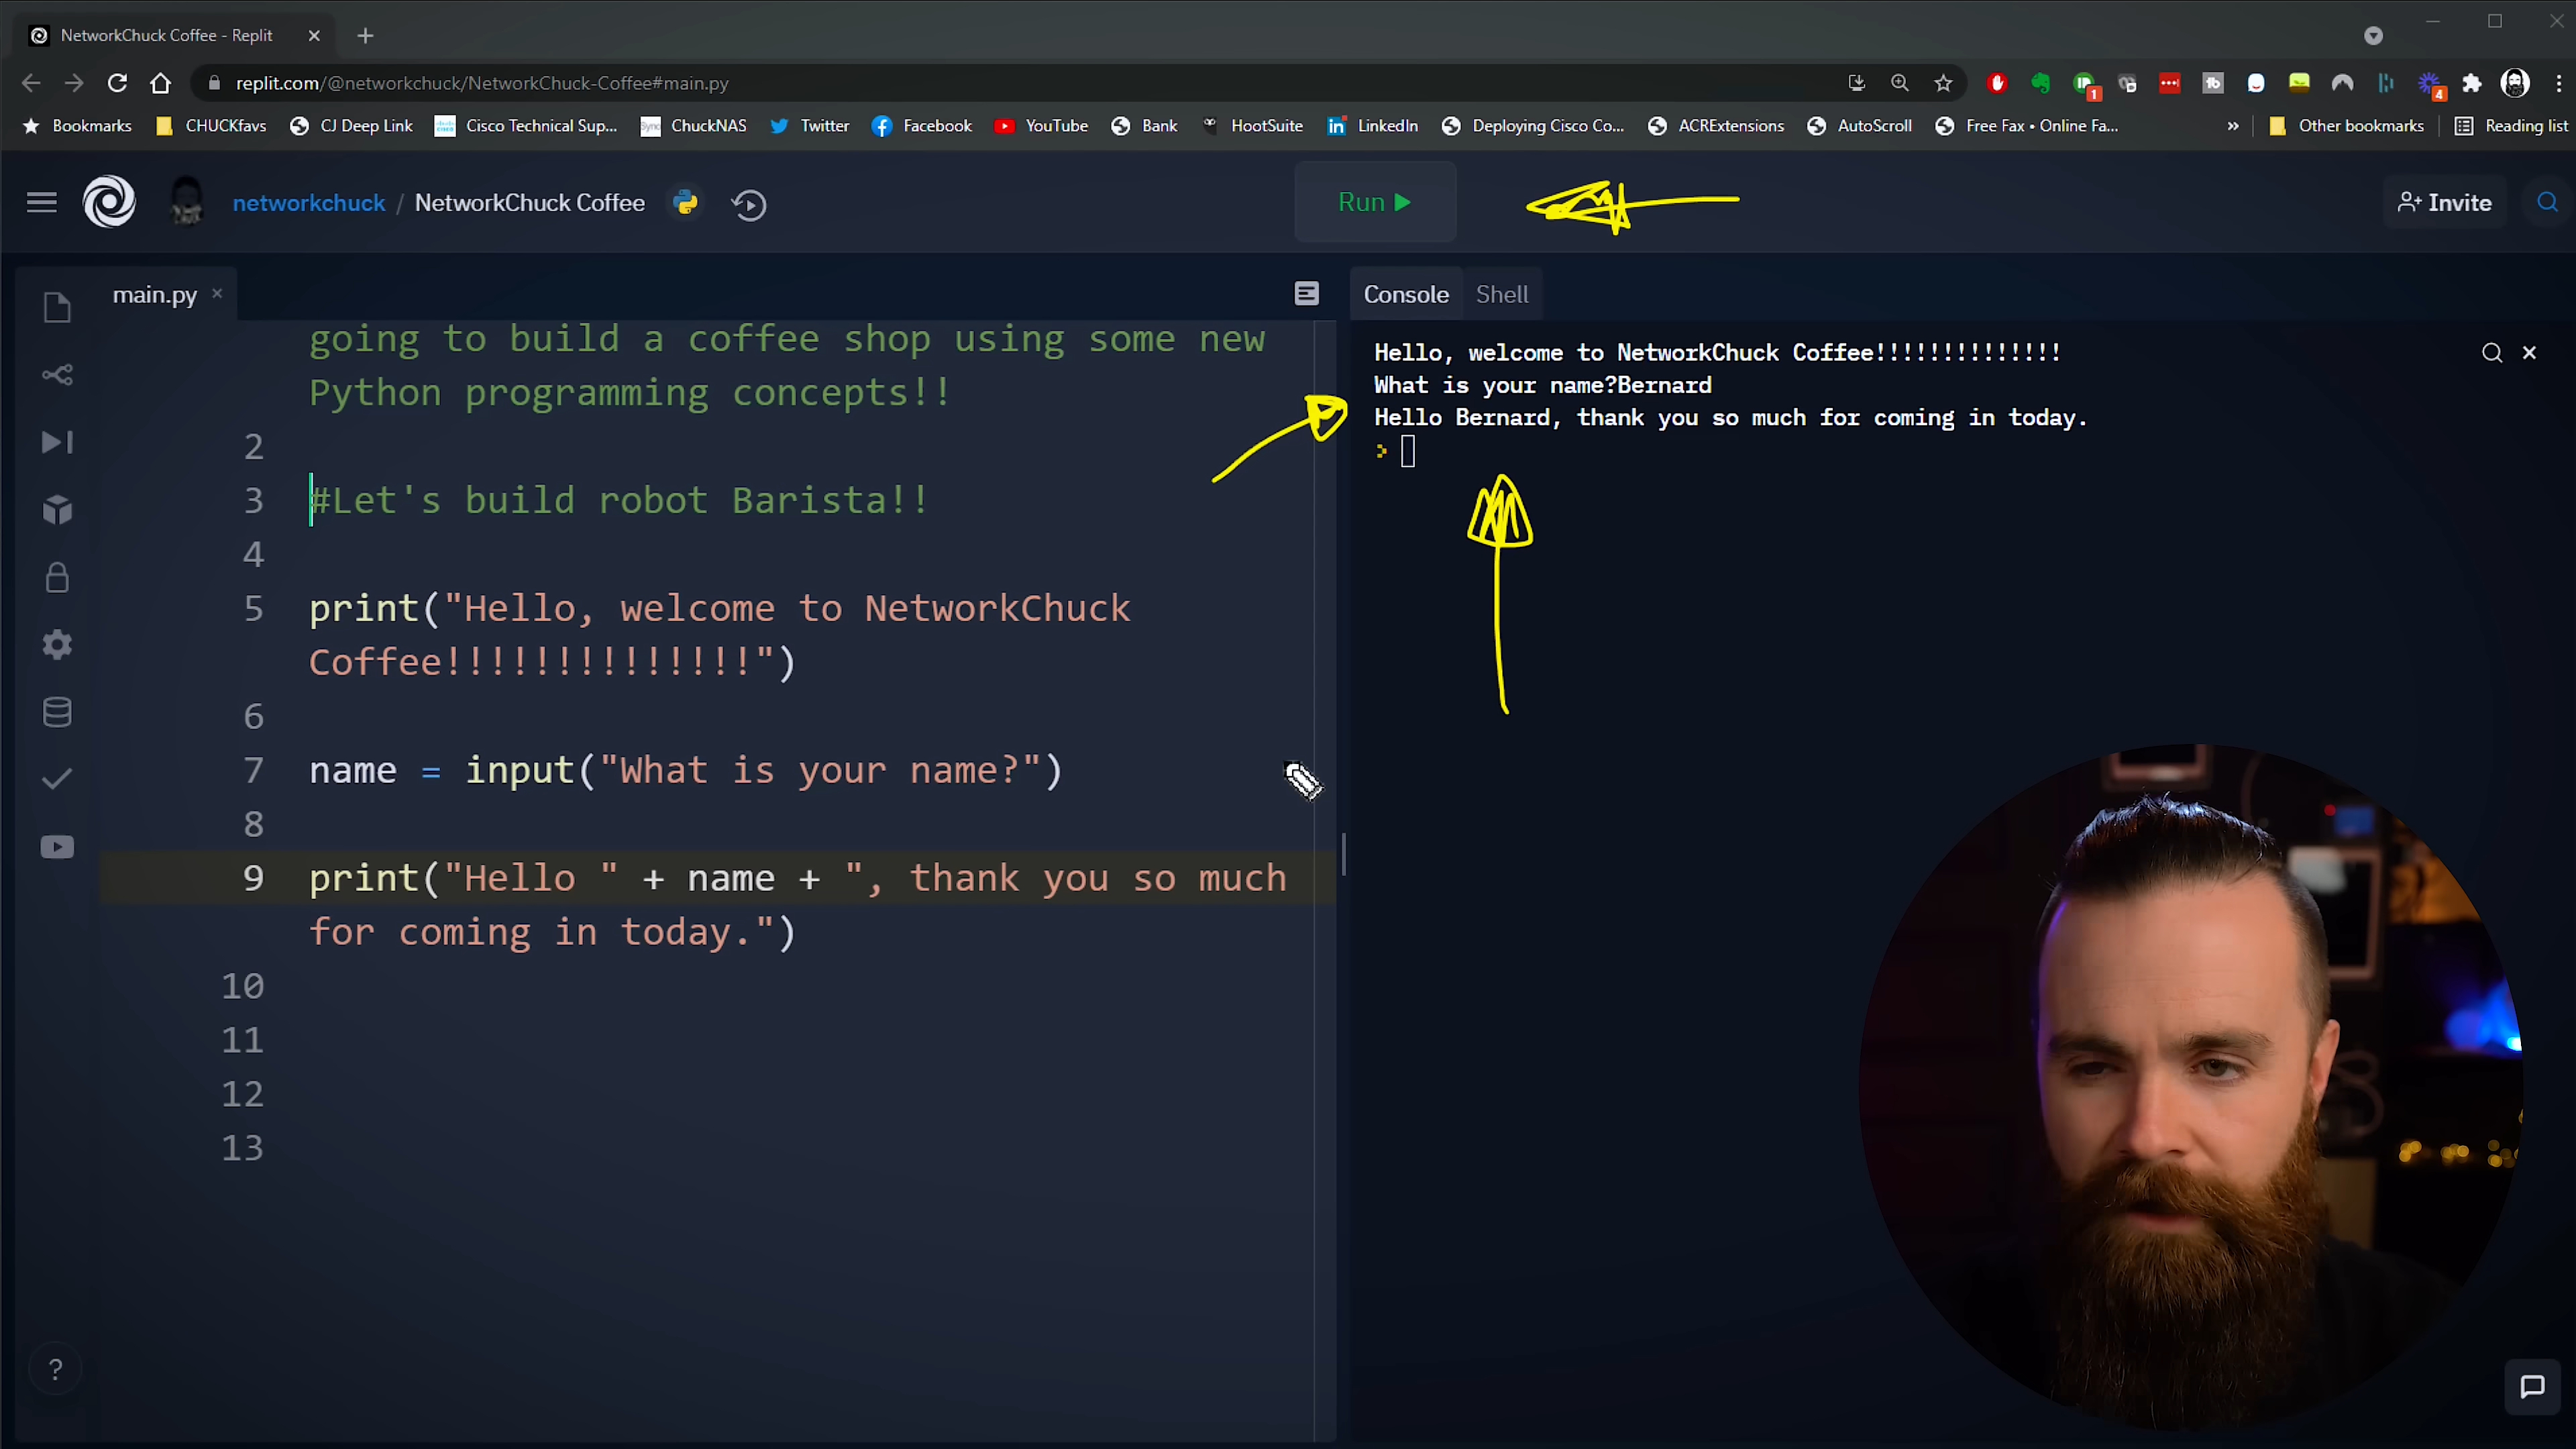 NetworkChuck Coffee - Replit
replit.com/@networkchuck/NetworkChuck-Coffee#main.py
1
4
Bookmarks CHUCKfavs CJ Deep Link Cisco Technical Sup... ChuckNAS Twitter Facebook YouTube Bank HootSuite LinkedIn Deploying Cisco Co... ACRExtensions AutoScroll Free Fax • Online Fa... » Other bookmarks Reading list
networkchuck / NetworkChuck Coffee
Run
Invite
main.py
going to build a coffee shop using some new
Python programming concepts!!
2
3 #Let's build robot Barista!!
4
5 print("Hello, welcome to NetworkChuck
Coffee!!!!!!!!!!!!!!")
6
7 name = input("What is your name?")
8
9 print("Hello " + name + ", thank you so much
for coming in today.")
10
11
12
13
Console Shell
Hello, welcome to NetworkChuck Coffee!!!!!!!!!!!!!!
What is your name?Bernard
Hello Bernard, thank you so much for coming in today.
>
?